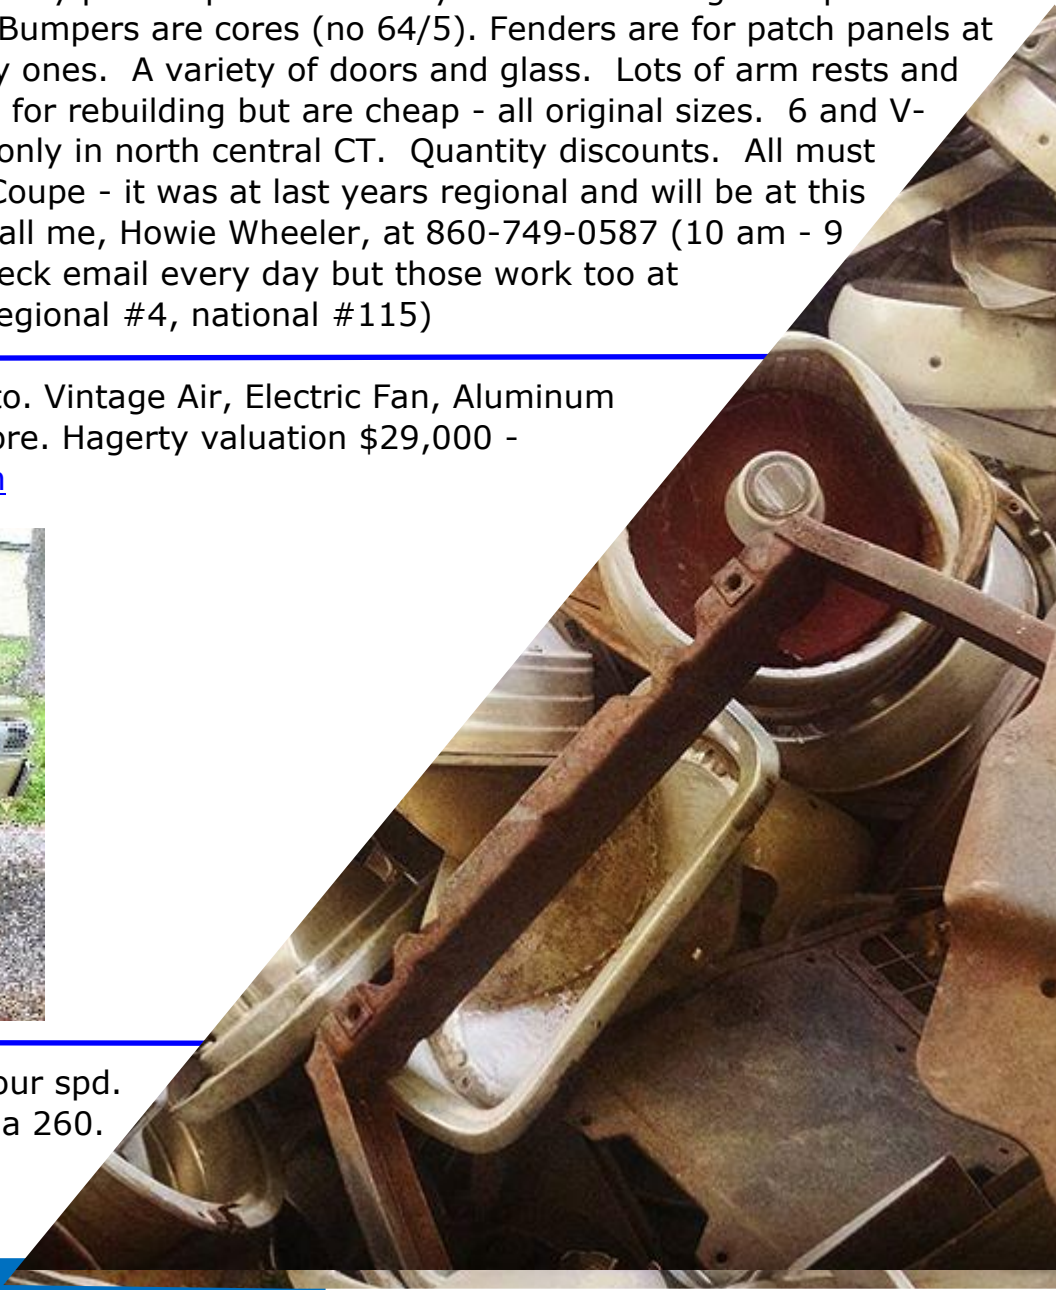 Bumpers are cores (no 64/5). Fenders are for patch panels at
ones. A variety of doors and glass. Lots of arm rests and
for rebuilding but are cheap - all original sizes. 6 and V-
only in north central CT. Quantity discounts. All must
Coupe - it was at last years regional and will be at this
all me, Howie Wheeler, at 860-749-0587 (10 am - 9
eck email every day but those work too at
egional #4, national #115)
to. Vintage Air, Electric Fan, Aluminum
ore. Hagerty valuation $29,000 -
our spd.
a 260.